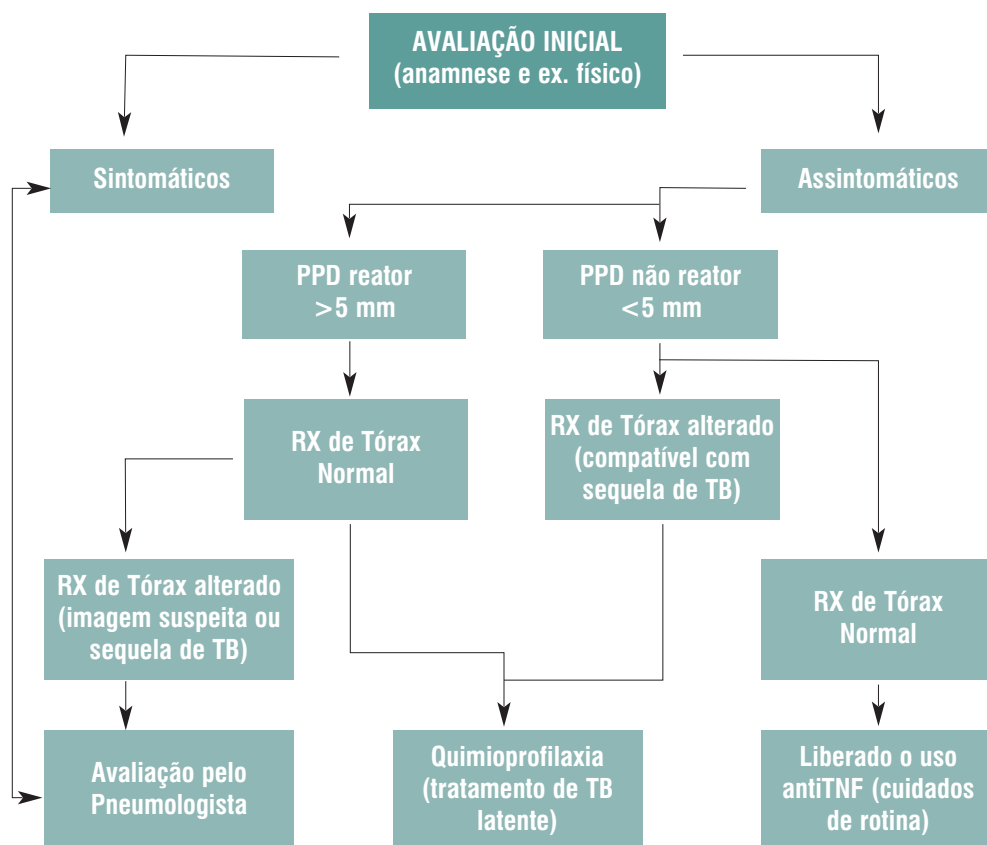 AVALIAÇÃO INICIAL
(anamnese e ex. físico)
Sintomáticos
Assintomáticos
PPD reator
>5 mm
PPD não reator
<5 mm
RX de Tórax
Normal
RX de Tórax alterado
(compatível com
sequela de TB)
RX de Tórax alterado
(imagem suspeita ou
sequela de TB)
RX de Tórax
Normal
Avaliação pelo
Pneumologista
Quimioprofilaxia
(tratamento de TB
latente)
Liberado o uso
antiTNF (cuidados
de rotina)